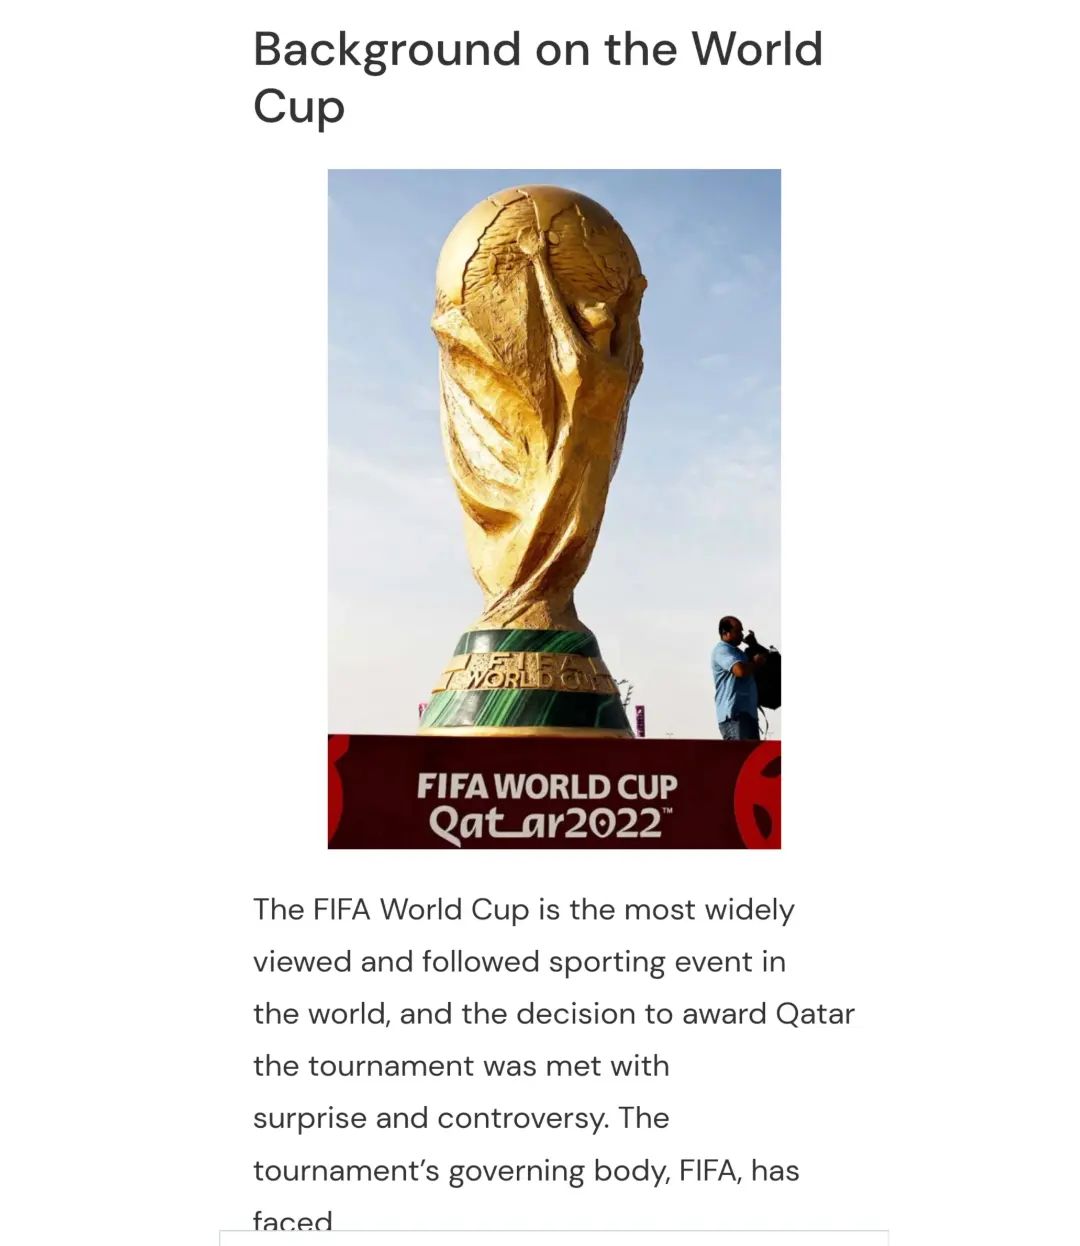 Background on the World
Cup
FIFA
WORLD CUP
FIFA WORLD CUP
Qatar2022™
The FIFA World Cup is the most widely
viewed and followed sporting event in
the world, and the decision to award Qatar
the tournament was met with
surprise and controversy. The
tournament’s governing body, FIFA, has
faced